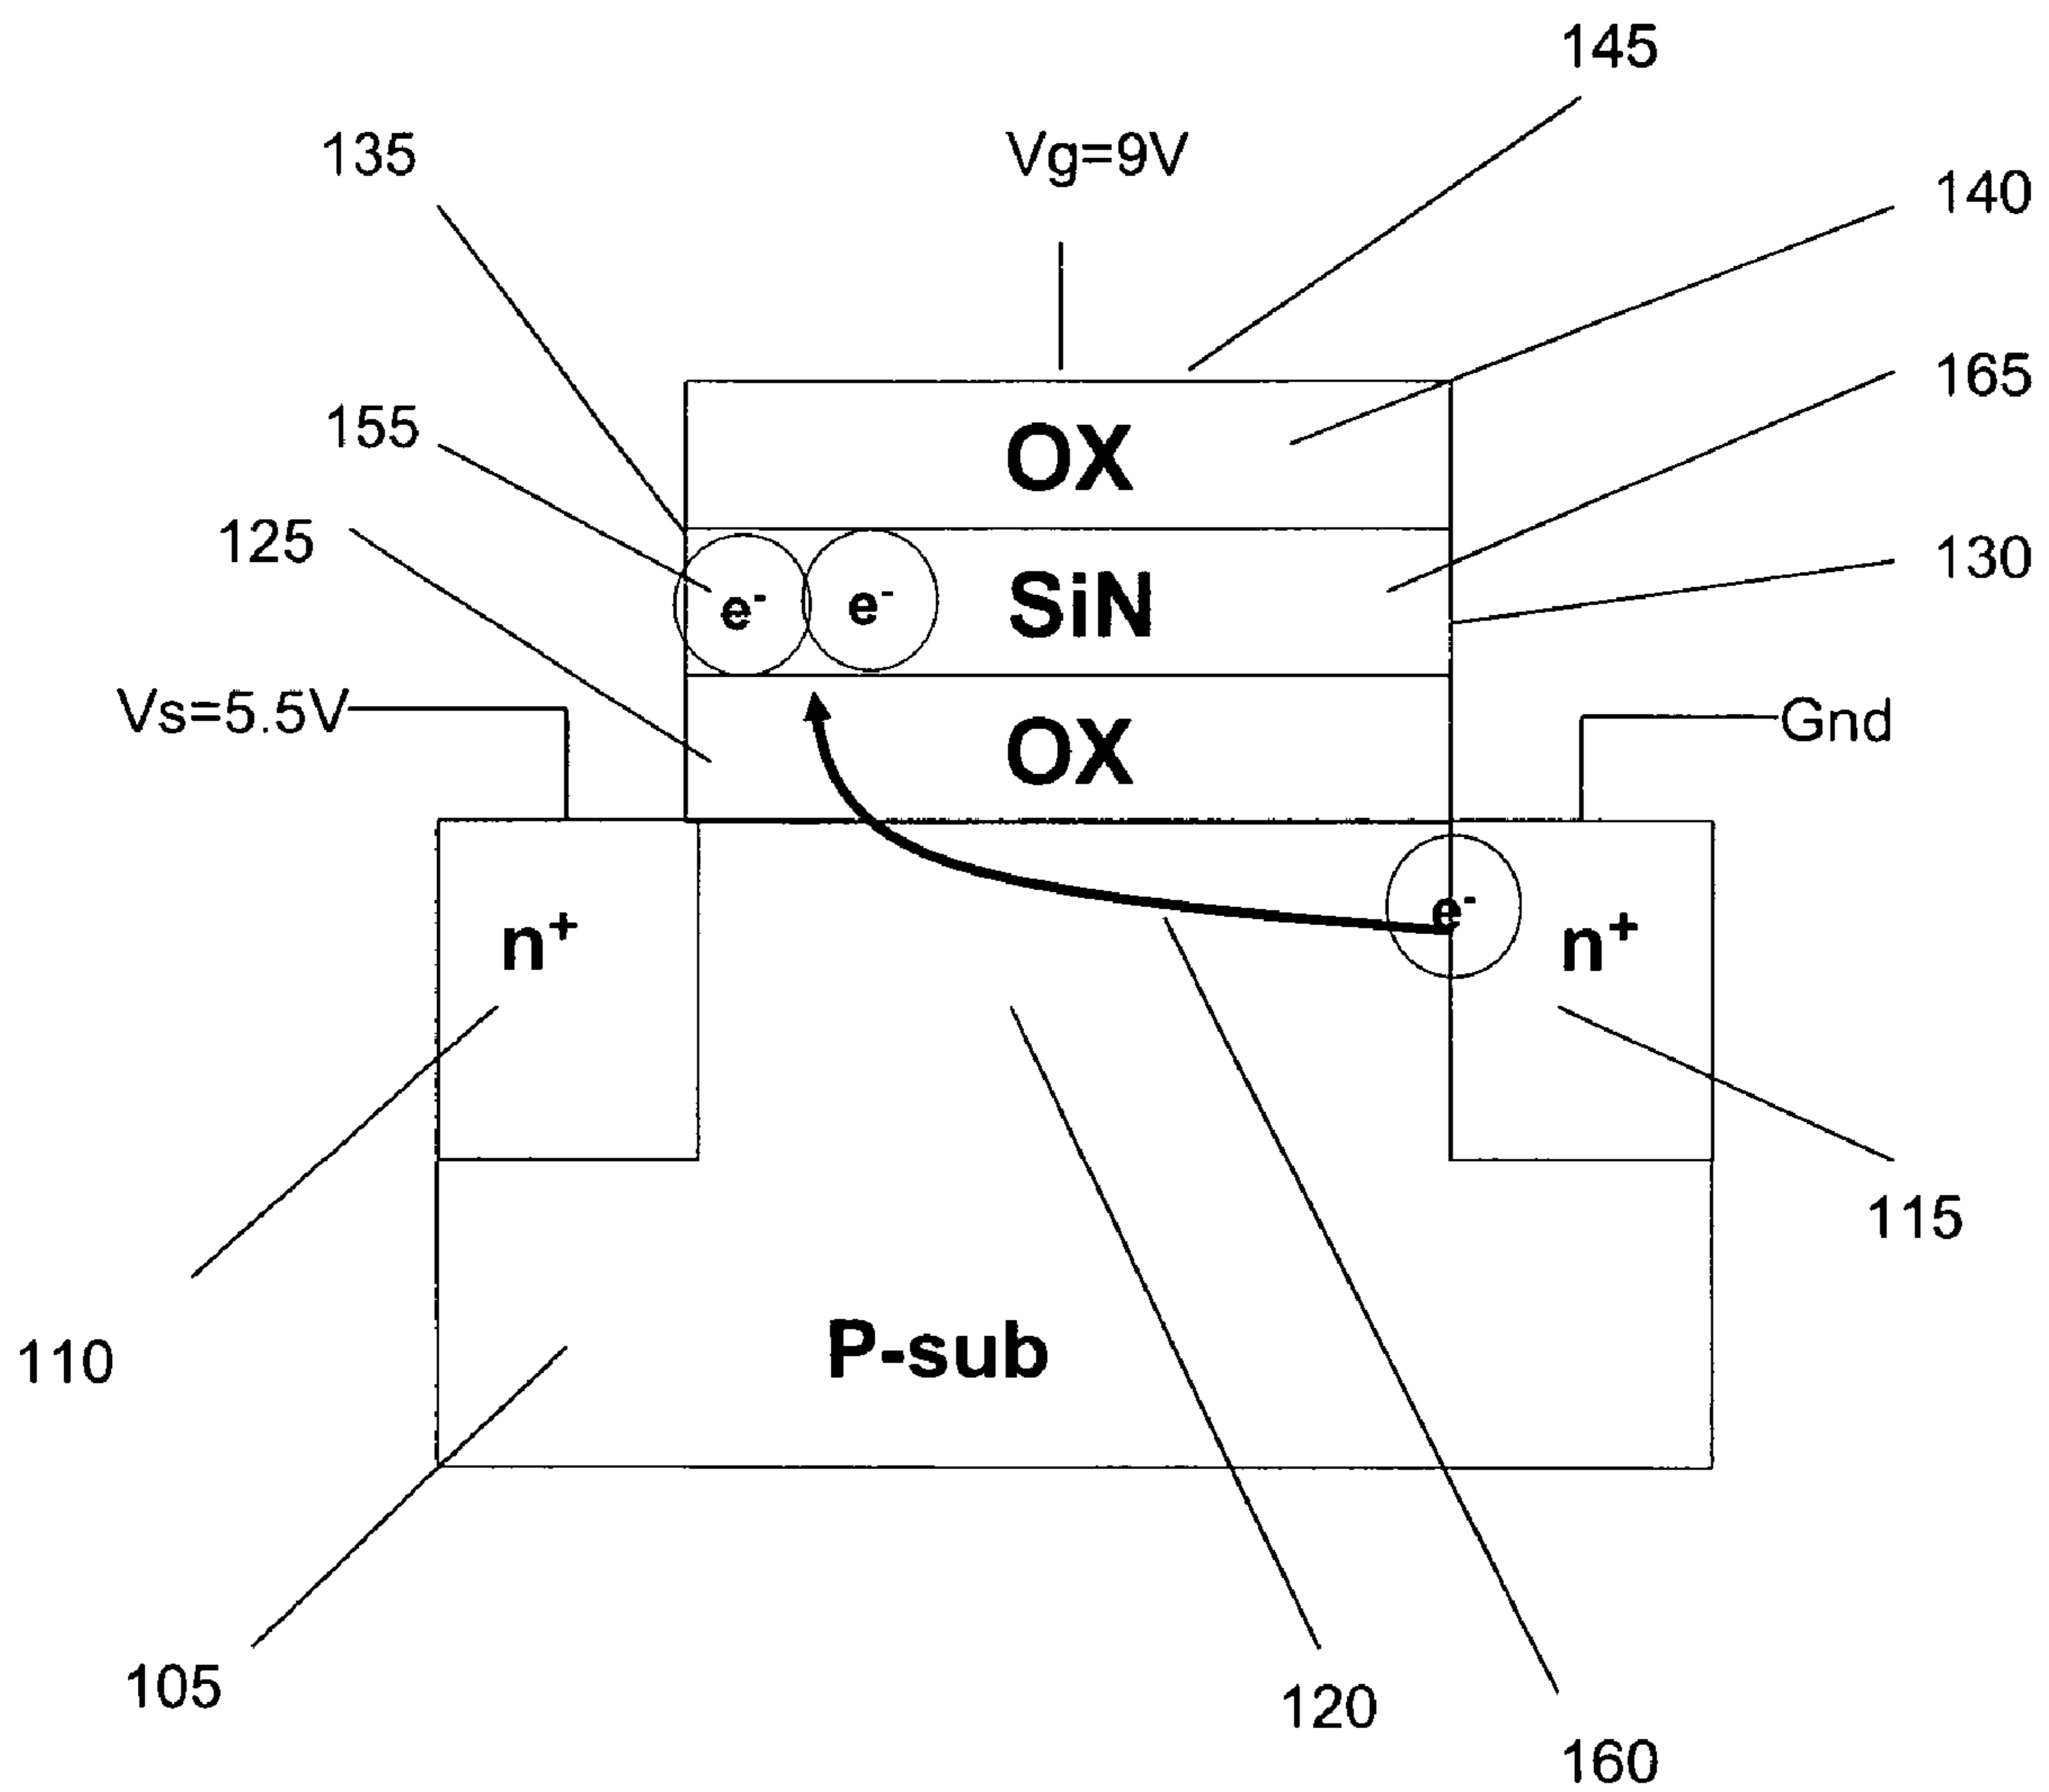 145
135
Vg=9V
140
165
155
OX
125
130
e-
e-
SiN
Vs=5.5V
Gnd
OX
e-
n+
n+
115
110
P-sub
105
120
160